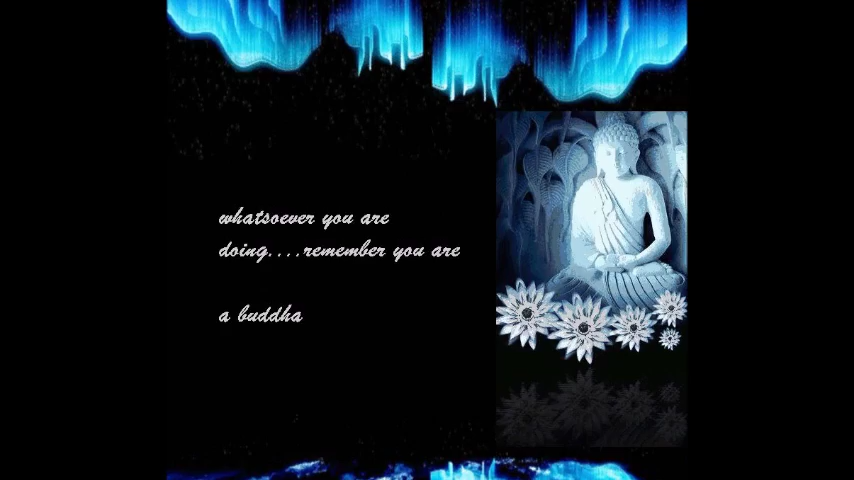 whatsoever you are
doing....remember you are
a buddha